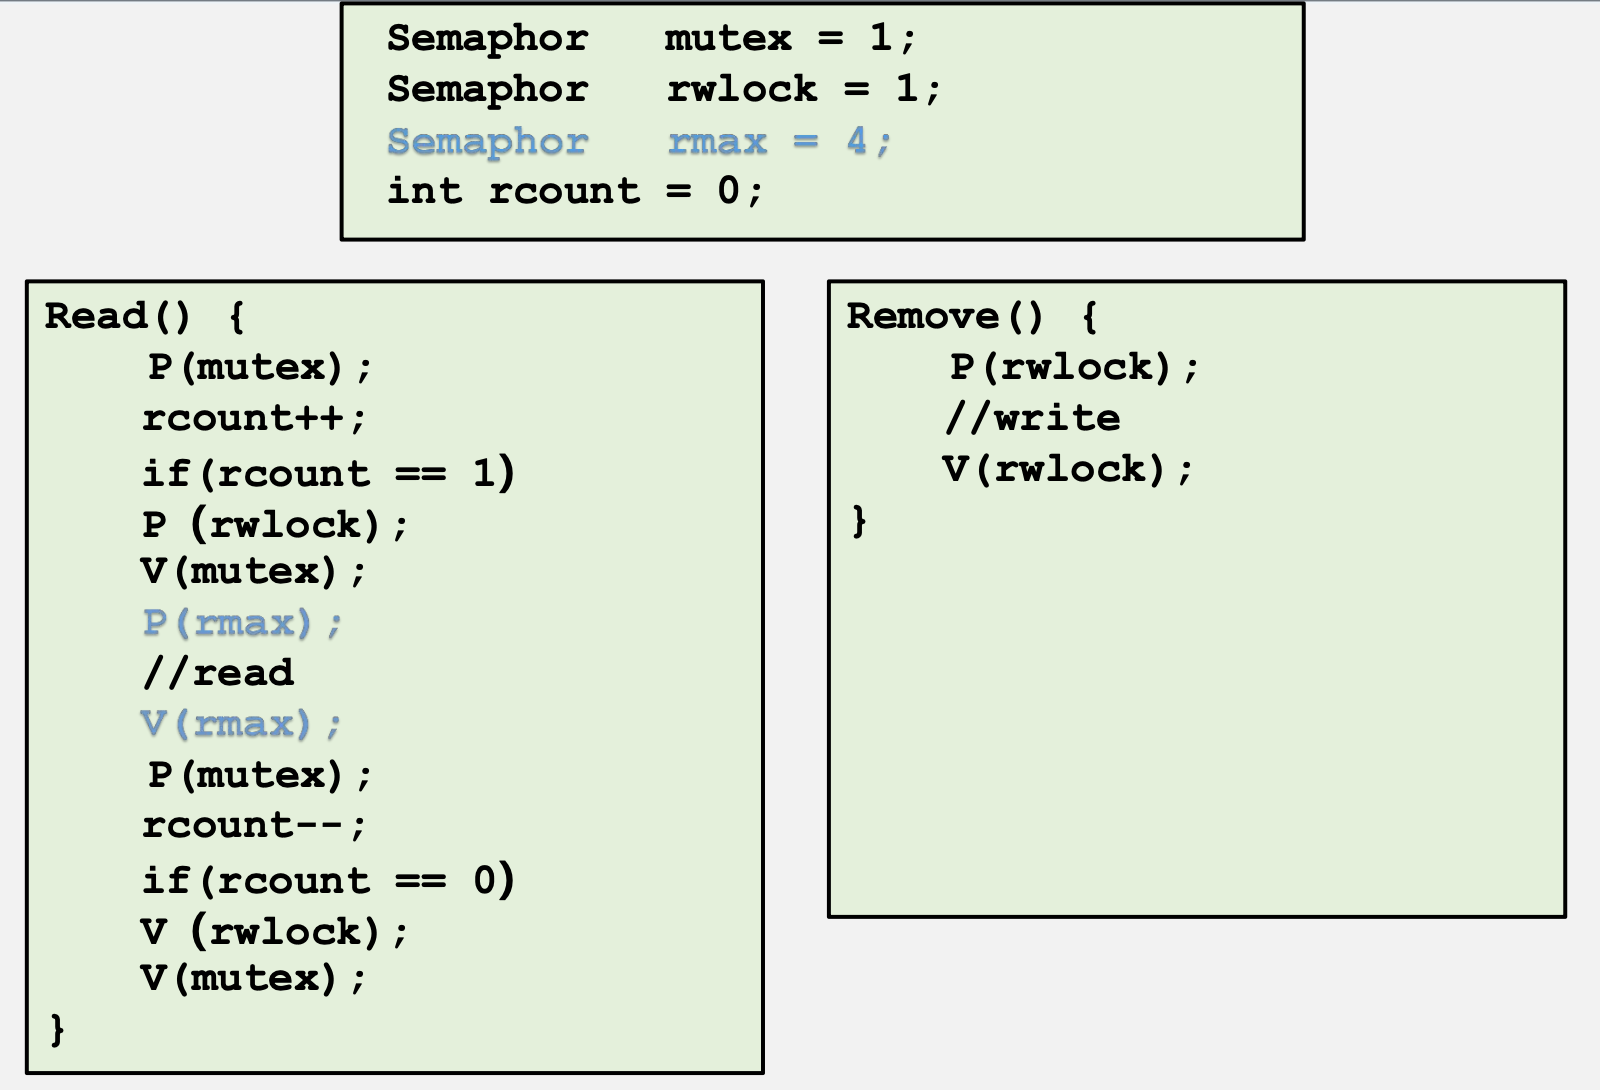 Semaphor mutex = 1;
Semaphor rwlock = 1;
Semaphor rmax = 4;
int rcount = 0;
Read() {
P(mutex);
rcount++;
if(rcount == 1)
P (rwlock);
V(mutex);
P(rmax);
//read
V(rmax);
P(mutex);
rcount--;
if(rcount == 0)
V (rwlock);
V(mutex);
}
Remove() {
P(rwlock);
//write
V(rwlock);
}